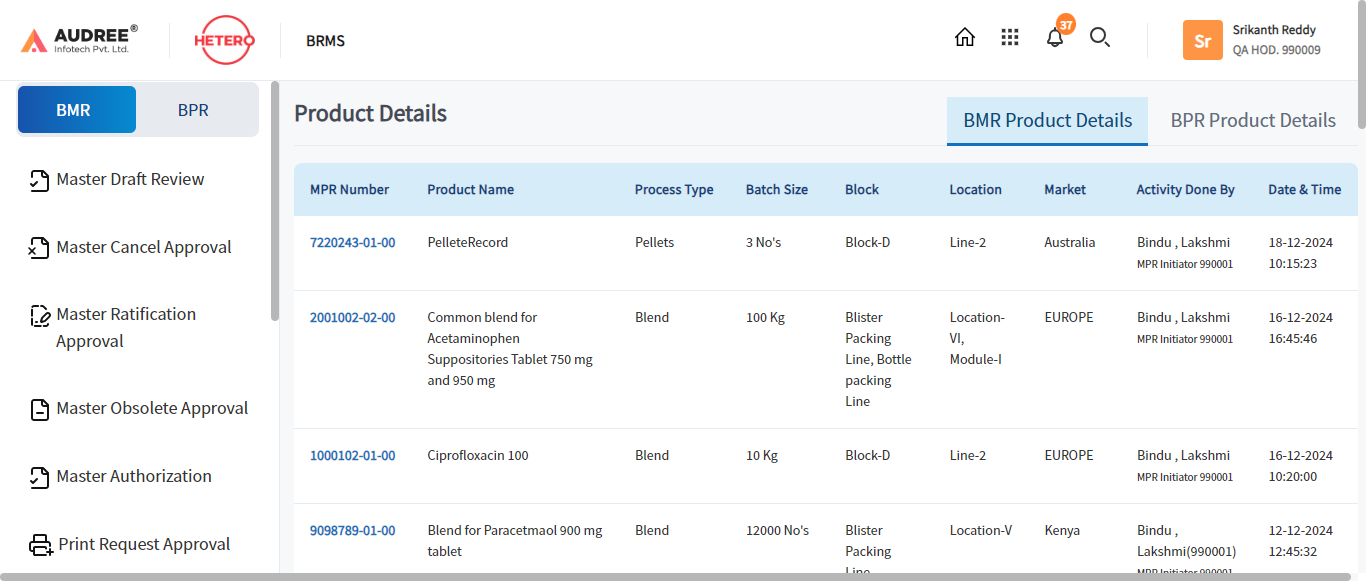 AUDREE®
Infotech Pvt. Ltd.
HETERO
BRMS
37
Sr
Srikanth Reddy
QA HOD. 990009
BMR
BPR
Master Draft Review
Master Cancel Approval
Master Ratification
Approval
Master Obsolete Approval
Master Authorization
Print Request Approval
Product Details
BMR Product Details
BPR Product Details
MPR Number Product Name Process Type Batch Size Block Location Market Activity Done By Date & Time
7220243-01-00 PelleteRecord Pellets 3 No's Block-D Line-2 Australia Bindu , Lakshmi 18-12-2024
MPR Initiator 990001 10:15:23
2001002-02-00 Common blend for Blend 100 Kg Blister Location- EUROPE Bindu , Lakshmi 16-12-2024
Acetaminophen Packing VI, MPR Initiator 990001 16:45:46
Suppositories Tablet 750 mg Line, Bottle Module-I
and 950 mg packing
Line
1000102-01-00 Ciprofloxacin 100 Blend 10 Kg Block-D Line-2 EUROPE Bindu , Lakshmi 16-12-2024
MPR Initiator 990001 10:20:00
9098789-01-00 Blend for Paracetmaol 900 mg Blend 12000 No's Blister Location-V Kenya Bindu , 12-12-2024
tablet Packing Lakshmi(990001) 12:45:32
Line MPR Initiator 990001